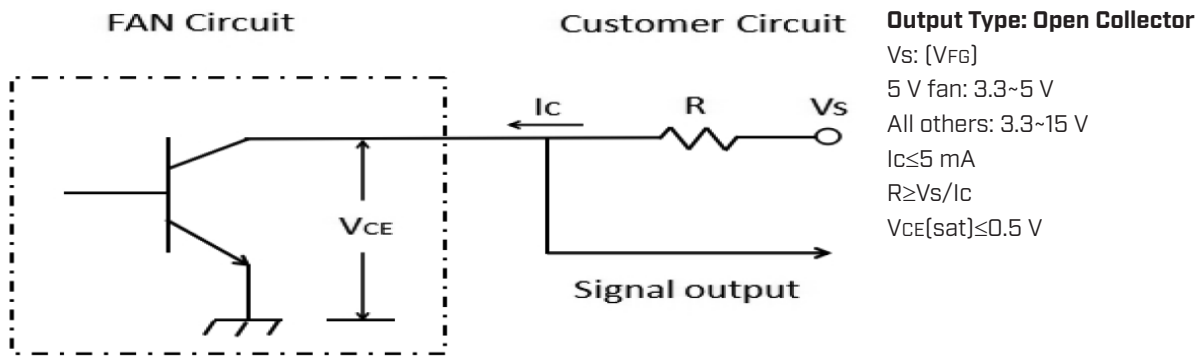 FAN Circuit
Customer Circuit
Ic
R
Vs
VCE
Signal output
Output Type: Open Collector
Vs: (VFG)
5 V fan: 3.3~5 V
All others: 3.3~15 V
Ic≤5 mA
R≥Vs/Ic
VCE(sat)≤0.5 V